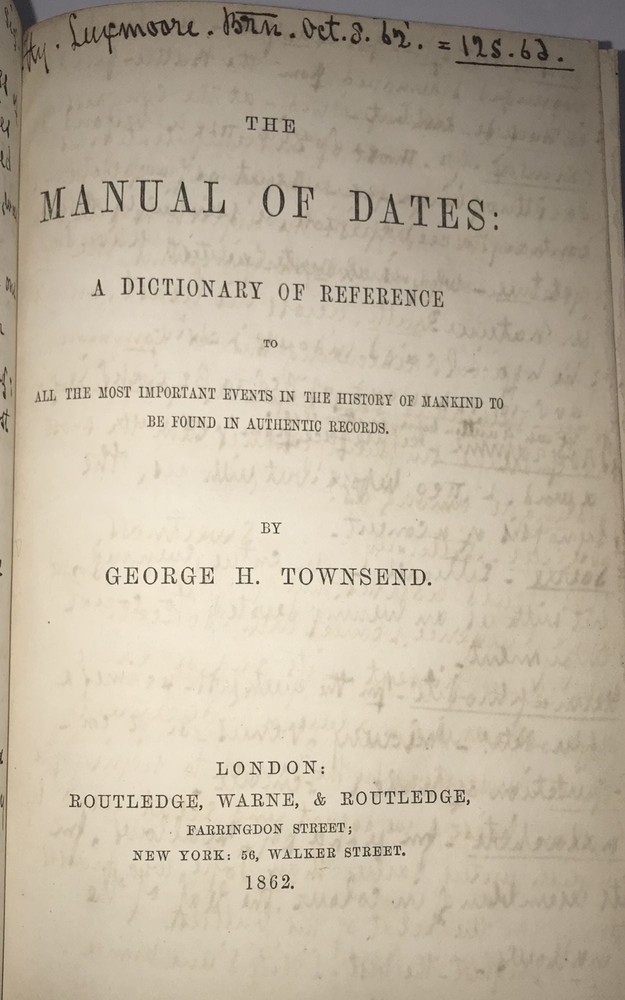 Hy. Luxmoore. Brn. Oct. 8. 62. = 125.63.
THE
MANUAL OF DATES:
A DICTIONARY OF REFERENCE
TO
ALL THE MOST IMPORTANT EVENTS IN THE HISTORY OF MANKIND TO
BE FOUND IN AUTHENTIC RECORDS.
BY
GEORGE H. TOWNSEND.
LONDON:
ROUTLEDGE, WARNE, & ROUTLEDGE,
FARRINGDON STREET;
NEW YORK: 56, WALKER STREET.
1862.